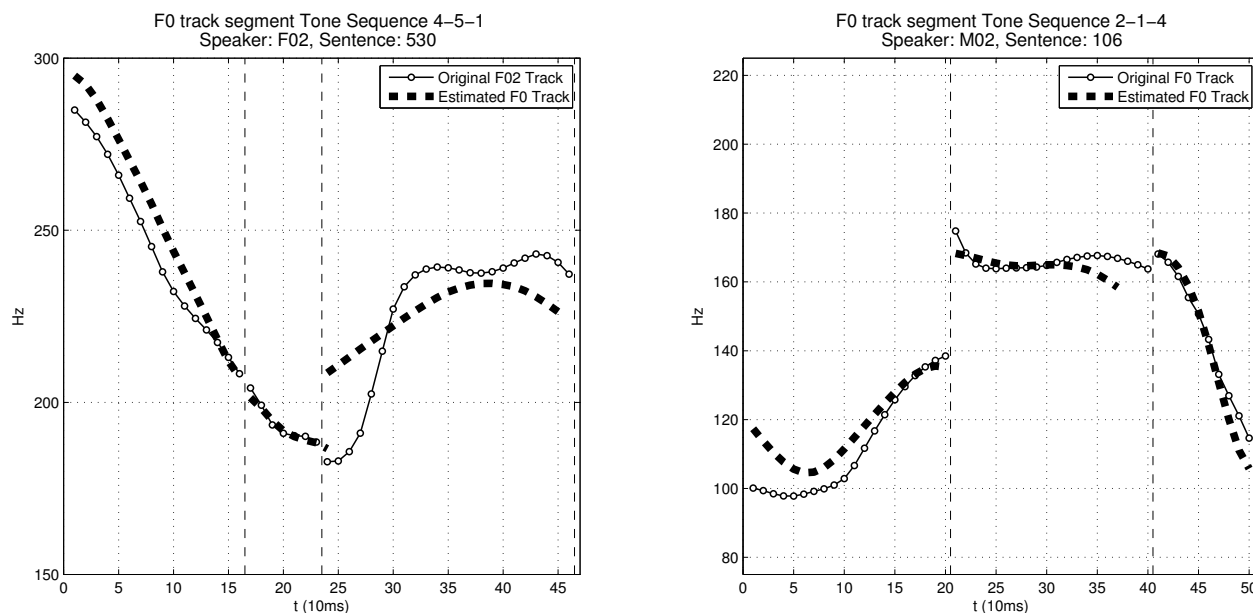 F0 track segment Tone Sequence 4−5−1
Speaker: F02, Sentence: 530
Original F02 Track
Estimated F0 Track
300
250
200
150
Hz
0 5 10 15 20 25 30 35 40 45
t (10ms)
F0 track segment Tone Sequence 2−1−4
Speaker: M02, Sentence: 106
Original F0 Track
Estimated F0 Track
220
200
180
160
140
120
100
80
Hz
0 5 10 15 20 25 30 35 40 45 50
t (10ms)